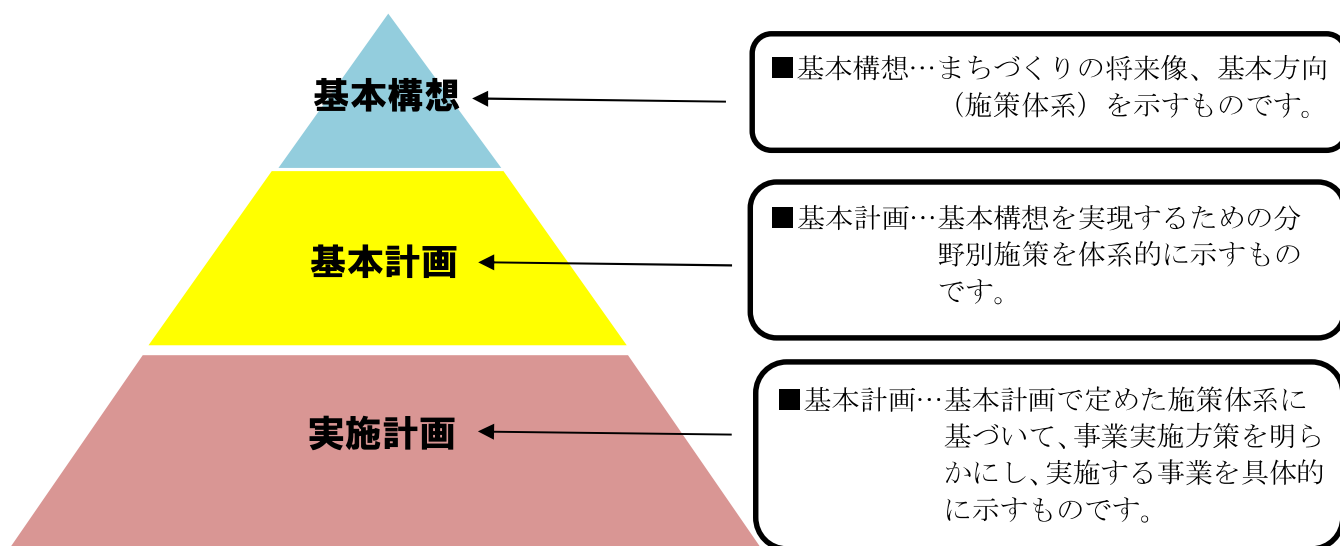 基本構想
■基本構想…まちづくりの将来像、基本方向
（施策体系）を示すものです。
基本計画
■基本計画…基本構想を実現するための分
野別施策を体系的に示すもの
です。
実施計画
■基本計画…基本計画で定めた施策体系に
基づいて、事業実施方策を明ら
かにし、実施する事業を具体的
に示すものです。